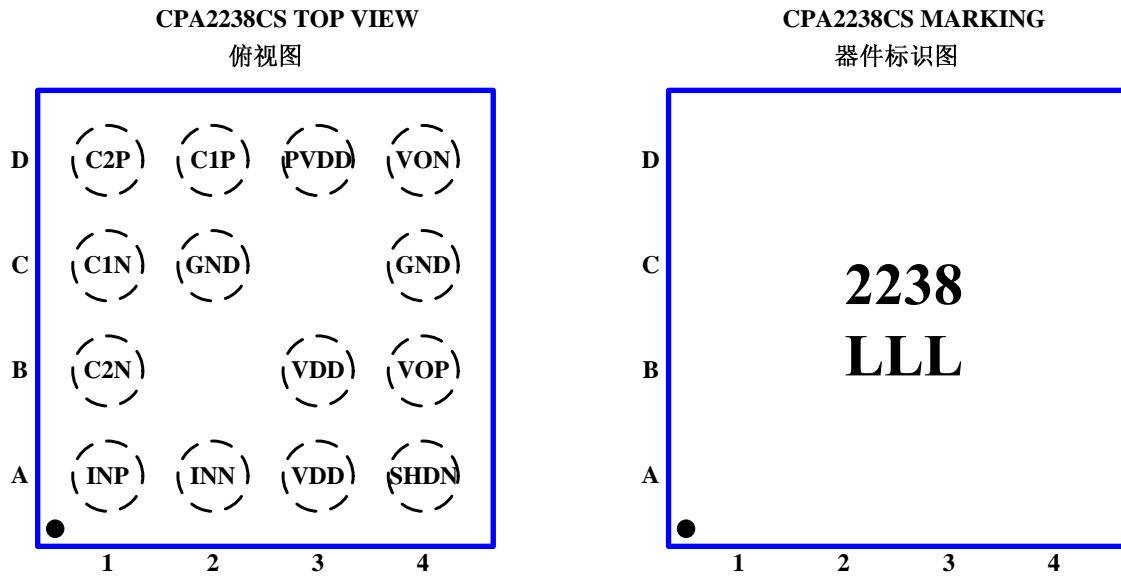 CPA2238CS TOP VIEW
俯视图
D C2P C1P PVDD VON
C C1N GND GND
B C2N VDD VOP
A INP INN VDD SHDN
1 2 3 4
CPA2238CS MARKING
器件标识图
D
C
2238
B
LLL
A
1 2 3 4